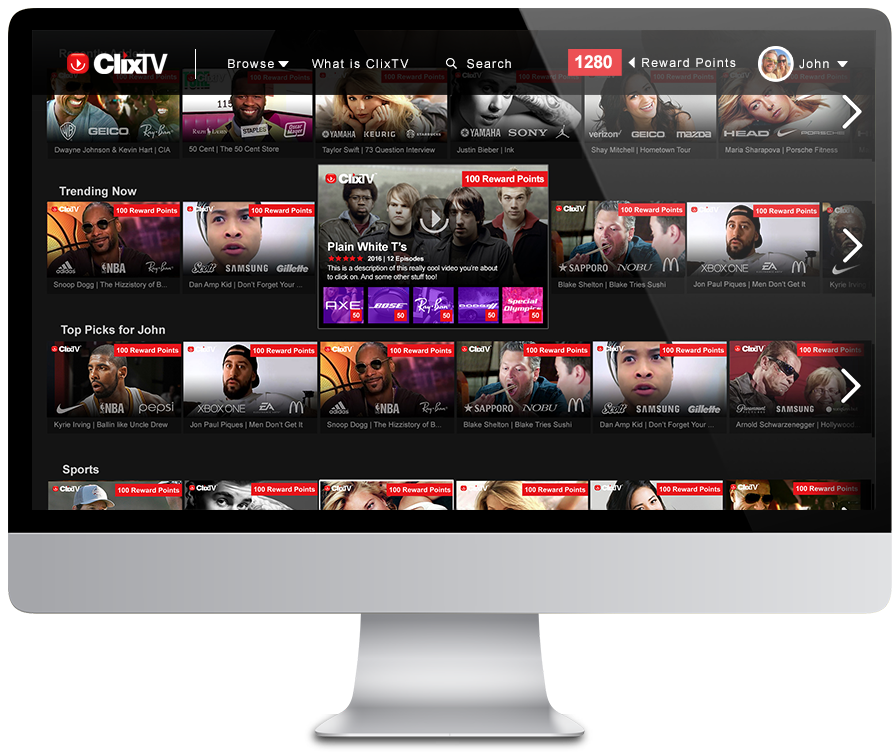 Recently Added
ClixTV
Browse
What is ClixTV
Search
1280
Reward Points
John
GEICO
Ray-Ban
Dwayne Johnson & Kevin Hart | CIA
115
RALPH LAUREN
STAPLES
Oscar Mayer
50 Cent | The 50 Cent Store
YAMAHA
KEURIG
STARBUCKS
Taylor Swift | 73 Question Interview
YAMAHA
SONY
Justin Bieber | Ink
verizon
GEICO
mazda
Shay Mitchell | Hometown Tour
HEAD
PORSCHE
Maria Sharapova | Porsche Fitness
Trending Now
ClixTV
100 Reward Points
adidas
NBA
Ray-Ban
Snoop Dogg | The Hizzistory of B...
ClixTV
100 Reward Points
Scott
SAMSUNG
Gillette
Dan Amp Kid | Don't Forget Your ...
ClixTV
100 Reward Points
Plain White T's
★★★★★ 2016 | 12 Episodes
This is a description of this really cool video you're about
to click on. And some other stuff too!
AXE
50
BOSE
50
Ray-Ban
50
DODGE
50
Special
Olympics
50
ClixTV
100 Reward Points
★SAPPORO
NOBU
Blake Shelton | Blake Tries Sushi
ClixTV
100 Reward Points
XBOX ONE
EA
Jon Paul Piques | Men Don't Get It
ClixTV
Kyrie Irving
Top Picks for John
ClixTV
100 Reward Points
NBA
pepsi
Kyrie Irving | Ballin like Uncle Drew
ClixTV
100 Reward Points
XBOX ONE
EA
Jon Paul Piques | Men Don't Get It
ClixTV
100 Reward Points
adidas
NBA
Ray-Ban
Snoop Dogg | The Hizzistory of B...
ClixTV
100 Reward Points
★SAPPORO
NOBU
Blake Shelton | Blake Tries Sushi
ClixTV
100 Reward Points
Scott
SAMSUNG
Gillette
Dan Amp Kid | Don't Forget Your ...
ClixTV
100 Reward Points
Paramount
SAMSUNG
Arnold Schwarzenegger | Hollywood
Sports
ClixTV
100 Reward Points
ClixTV
100 Reward Points
ClixTV
100 Reward Points
ClixTV
100 Reward Points
ClixTV
100 Reward Points
ClixTV
100 Reward Points